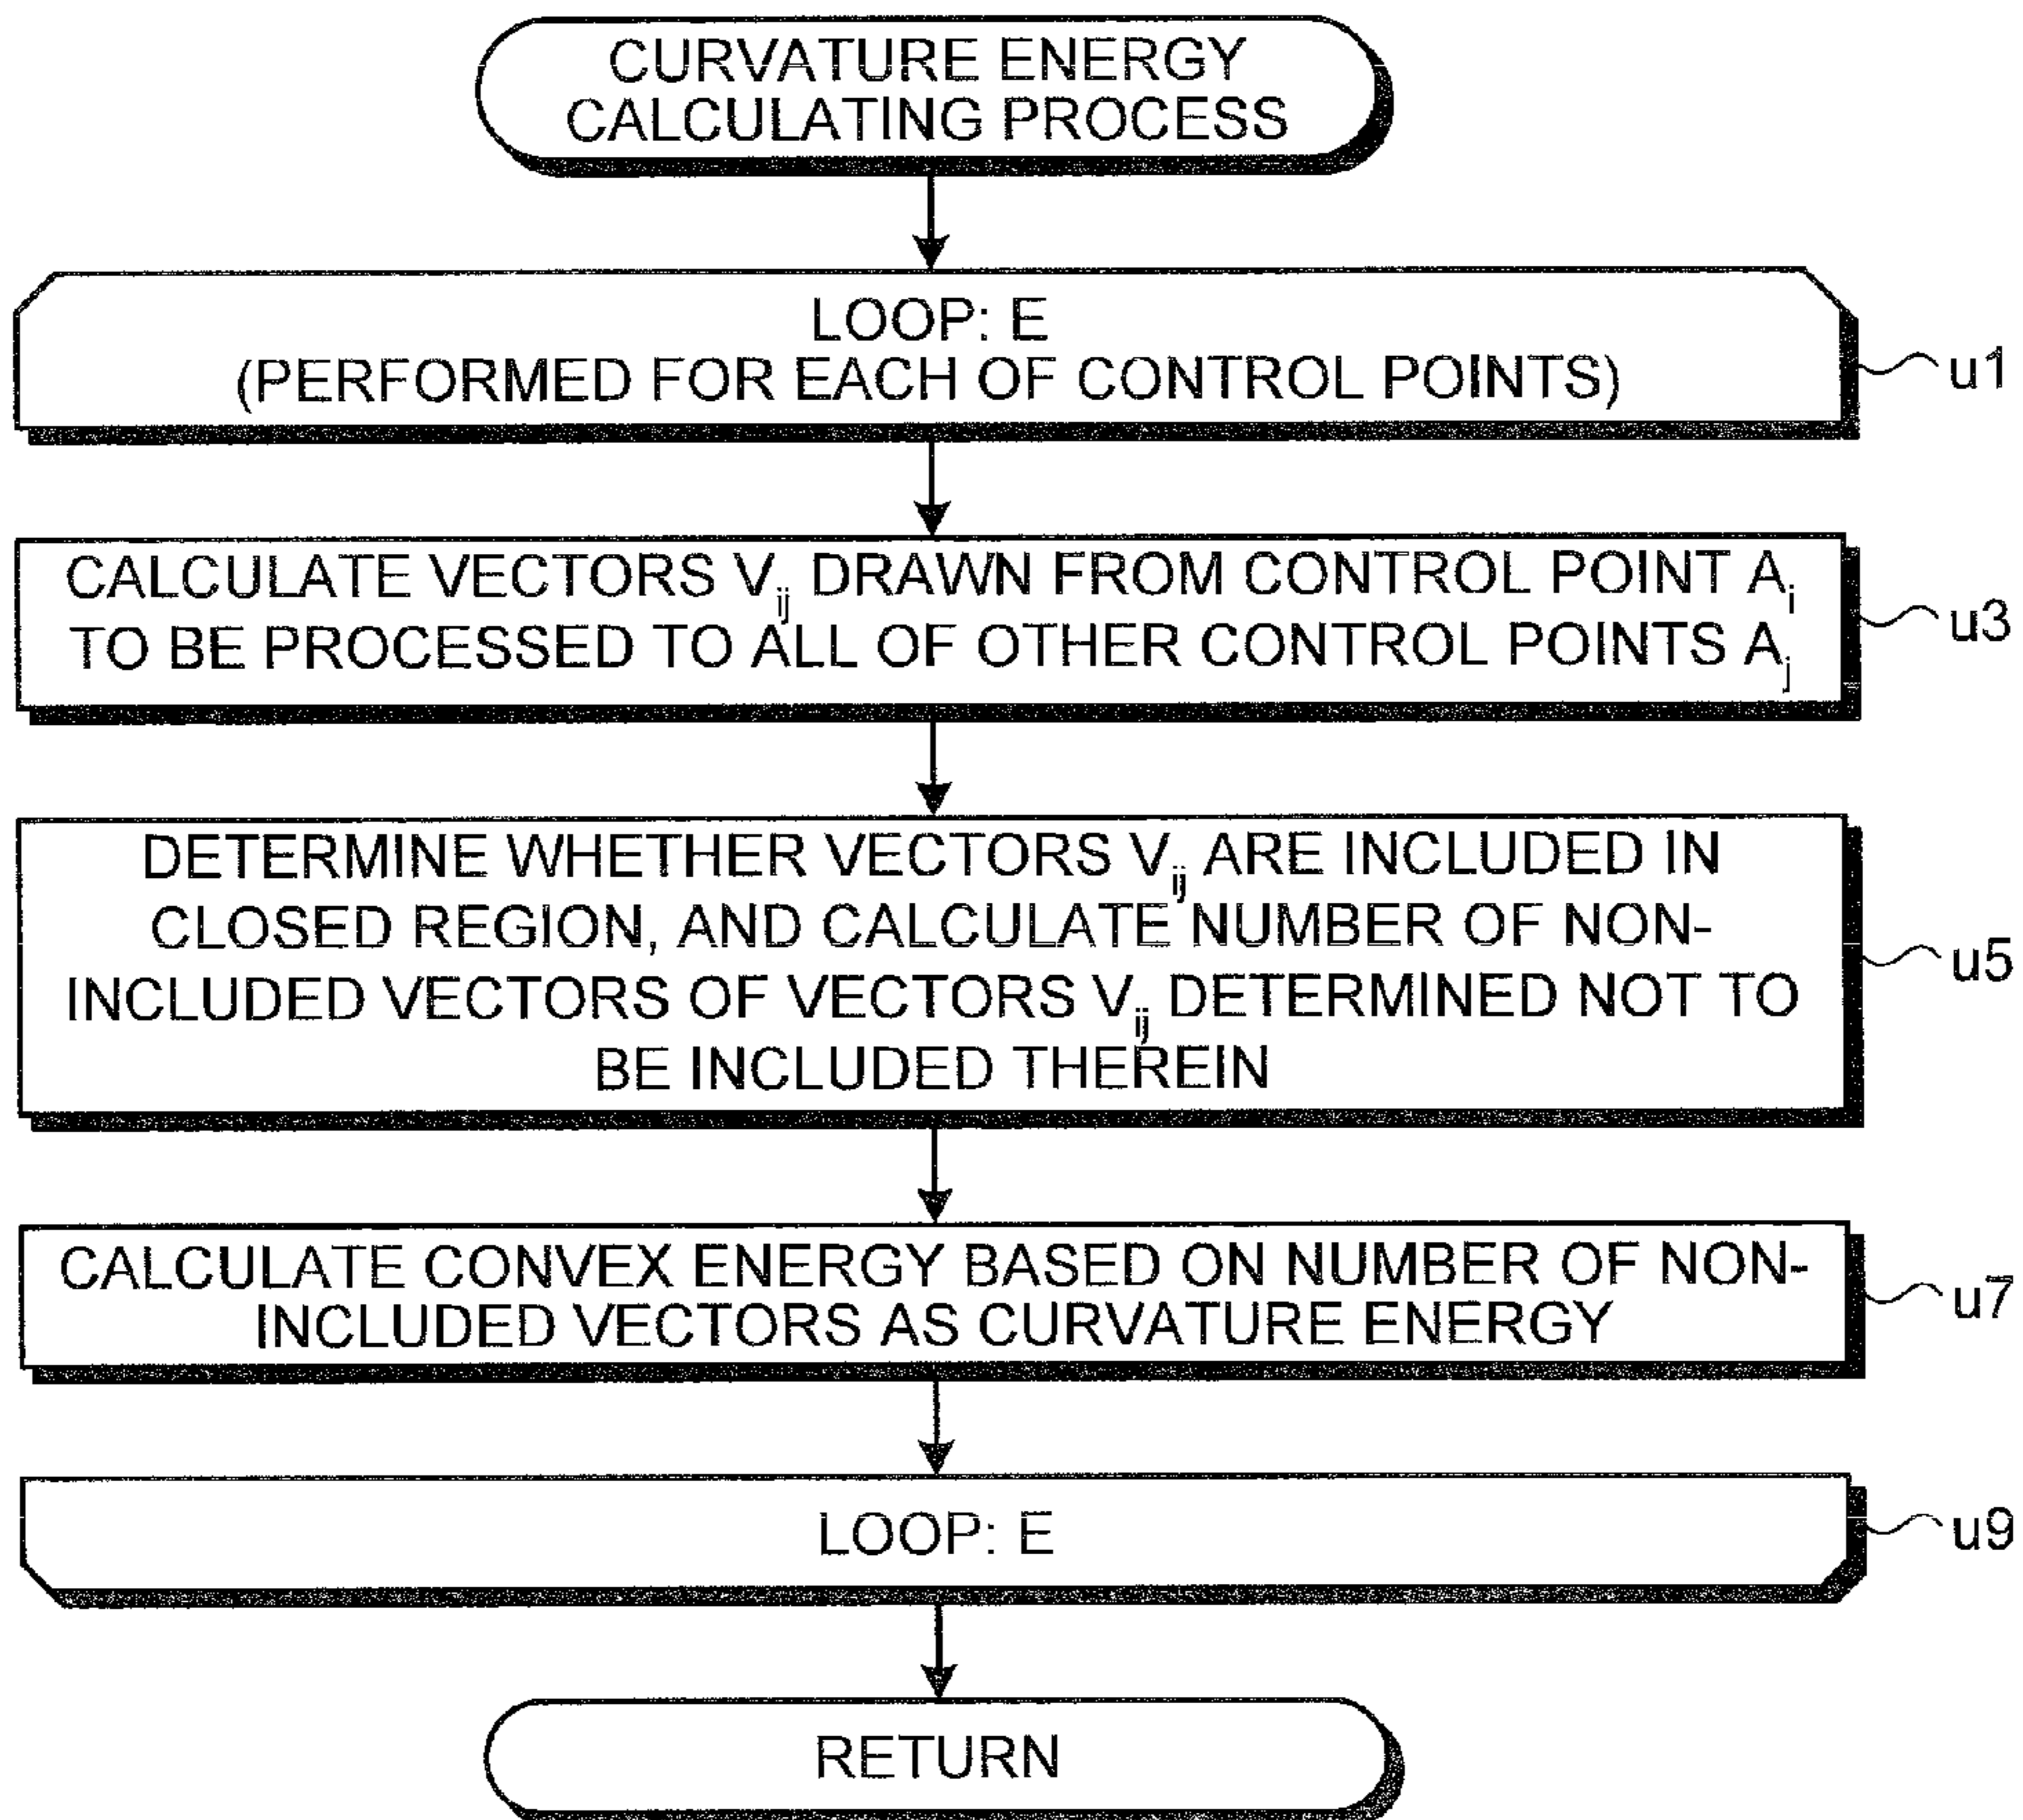 CURVATURE ENERGY
CALCULATING PROCESS
LOOP: E
(PERFORMED FOR EACH OF CONTROL POINTS)
u1
CALCULATE VECTORS Vij DRAWN FROM CONTROL POINT Ai
TO BE PROCESSED TO ALL OF OTHER CONTROL POINTS Aj
u3
DETERMINE WHETHER VECTORS Vij ARE INCLUDED IN
CLOSED REGION, AND CALCULATE NUMBER OF NON-
INCLUDED VECTORS OF VECTORS Vij DETERMINED NOT TO
BE INCLUDED THEREIN
u5
CALCULATE CONVEX ENERGY BASED ON NUMBER OF NON-
INCLUDED VECTORS AS CURVATURE ENERGY
u7
LOOP: E
u9
RETURN